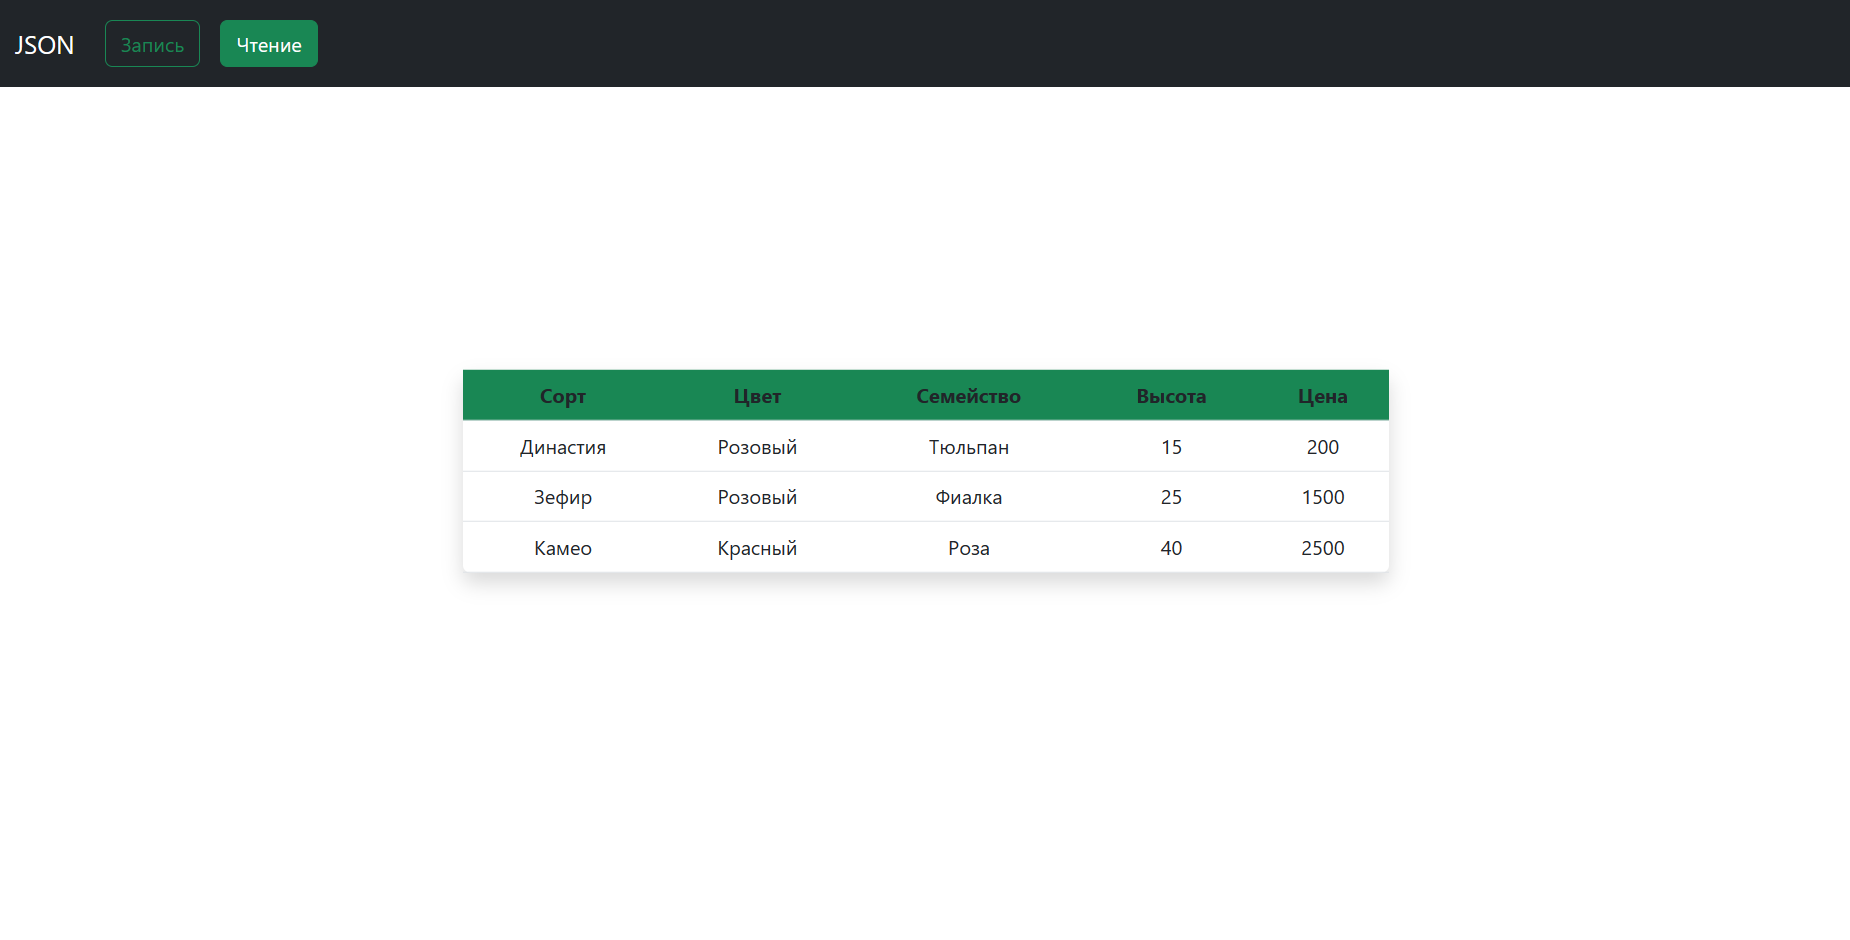 JSON Запись Чтение
Сорт Цвет Семейство Высота Цена
Династия Розовый Тюльпан 15 200
Зефир Розовый Фиалка 25 1500
Камео Красный Роза 40 2500